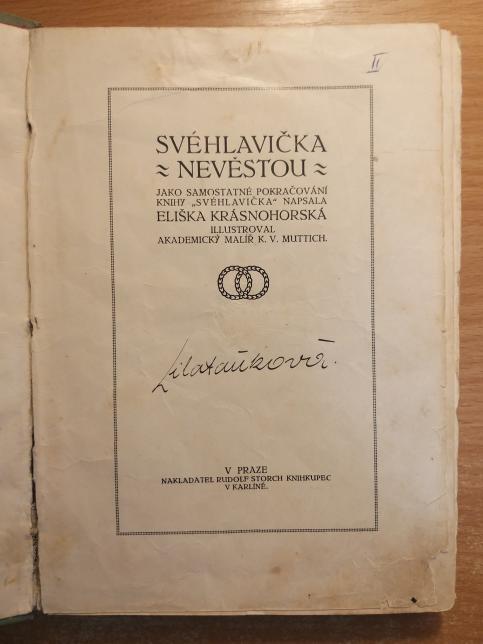 II
SVÉHLAVIČKA
~ NEVĚSTOU ~
JAKO SAMOSTATNÉ POKRAČOVÁNÍ
KNIHY „SVÉHLAVIČKA“ NAPSALA
ELIŠKA KRÁSNOHORSKÁ
ILLUSTROVAL
AKADEMICKÝ MALÍŘ K. V. MUTTICH.
V PRAZE
NAKLADATEL RUDOLF STORCH KNIHKUPEC
V KARLÍNĚ.